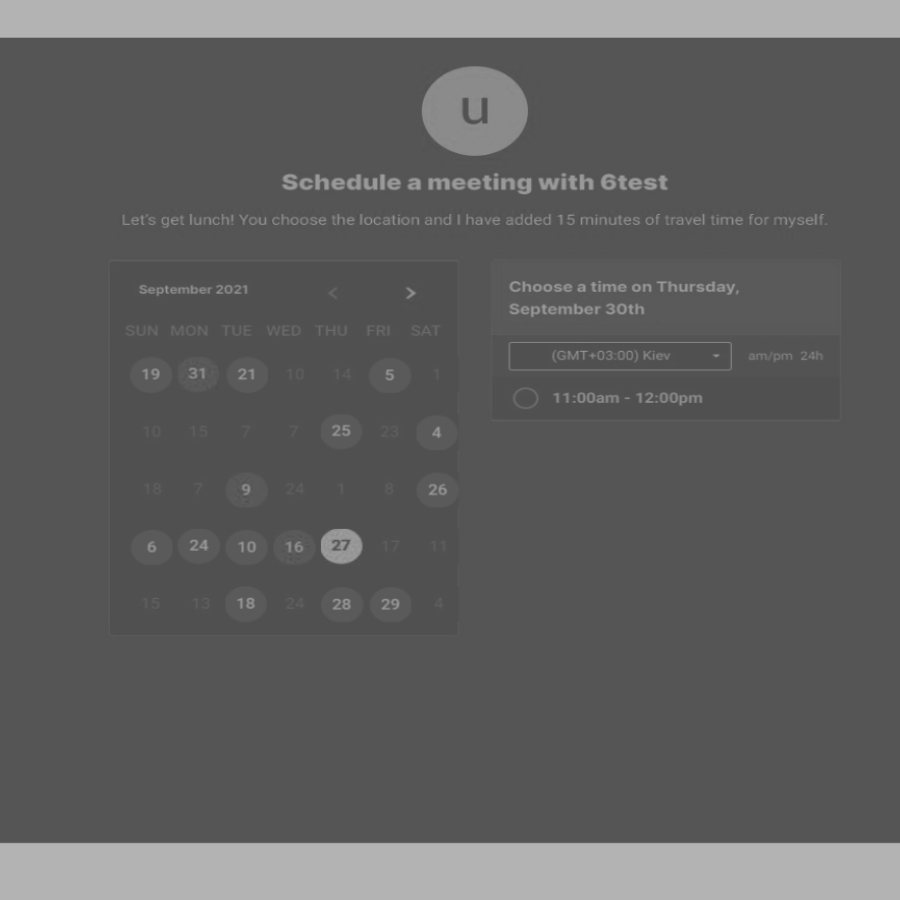 u
Schedule a meeting with 6test
Let's get lunch! You choose the location and I have added 15 minutes of travel time for myself.
September 2021 < >
SUN MON TUE WED THU FRI SAT
19 31 21 10 14 5 1
10 15 7 7 25 23 4
18 7 9 24 1 8 26
6 24 10 16 27 17 11
15 13 18 24 28 29 4
Choose a time on Thursday,
September 30th
(GMT+03:00) Kiev am/pm 24h
11:00am - 12:00pm